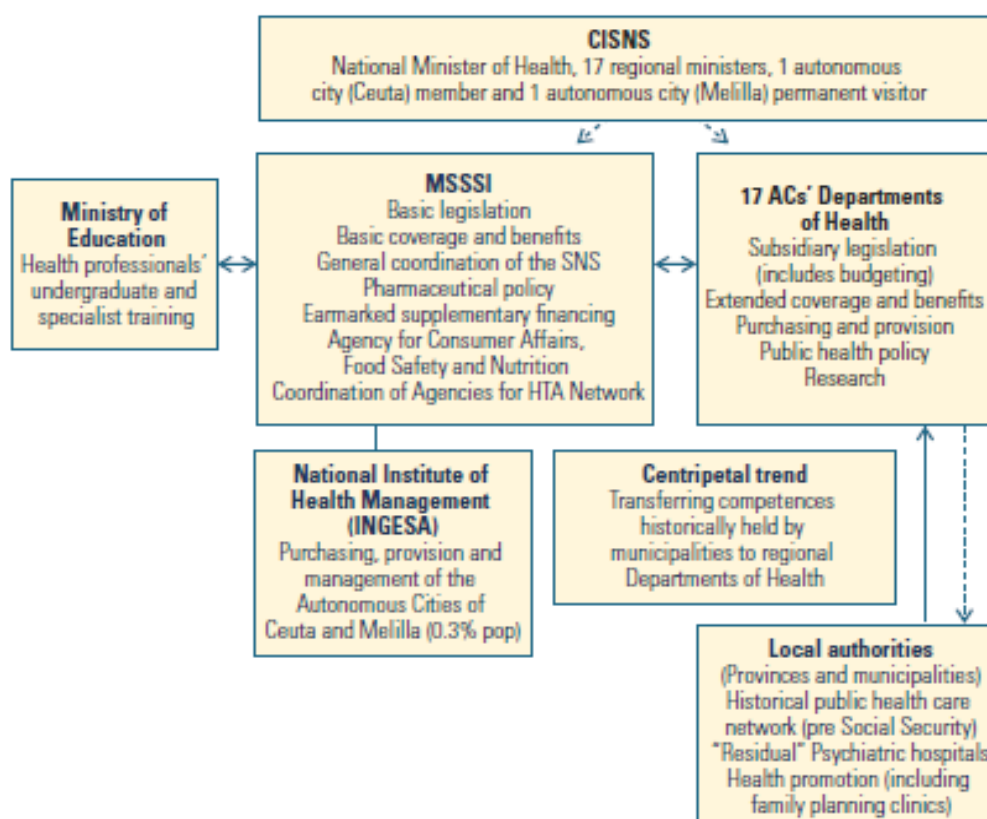 CISNS
National Minister of Health, 17 regional ministers, 1 autonomous
city (Ceuta) member and 1 autonomous city (Melilla) permanent visitor
Ministry of
Education
Health professionals'
undergraduate and
specialist training
MSSSI
Basic legislation
Basic coverage and benefits
General coordination of the SNS
Pharmaceutical policy
Earmarked supplementary financing
Agency for Consumer Affairs,
Food Safety and Nutrition
Coordination of Agencies for HTA Network
17 ACs' Departments
of Health
Subsidiary legislation
(includes budgeting)
Extended coverage and benefits
Purchasing and provision
Public health policy
Research
National Institute of
Health Management
(INGESA)
Purchasing, provision and
management of the
Autonomous Cities of
Ceuta and Melilla (0.3% pop)
Centripetal trend
Transferring competences
historically held by
municipalities to regional
Departments of Health
Local authorities
(Provinces and municipalities)
Historical public health care
network (pre Social Security)
"Residual" Psychiatric hospitals
Health promotion (including
family planning clinics)